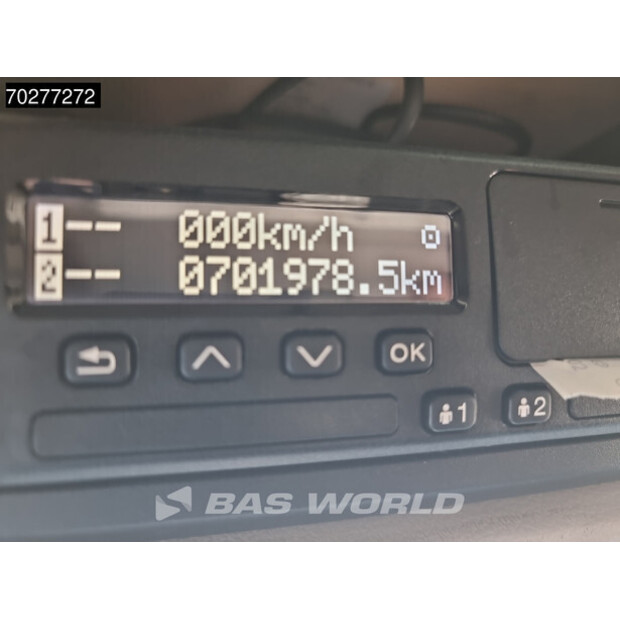 70277272
1-- 000km/h
2-- 0701978.5km
OK
1 2
BAS WORLD